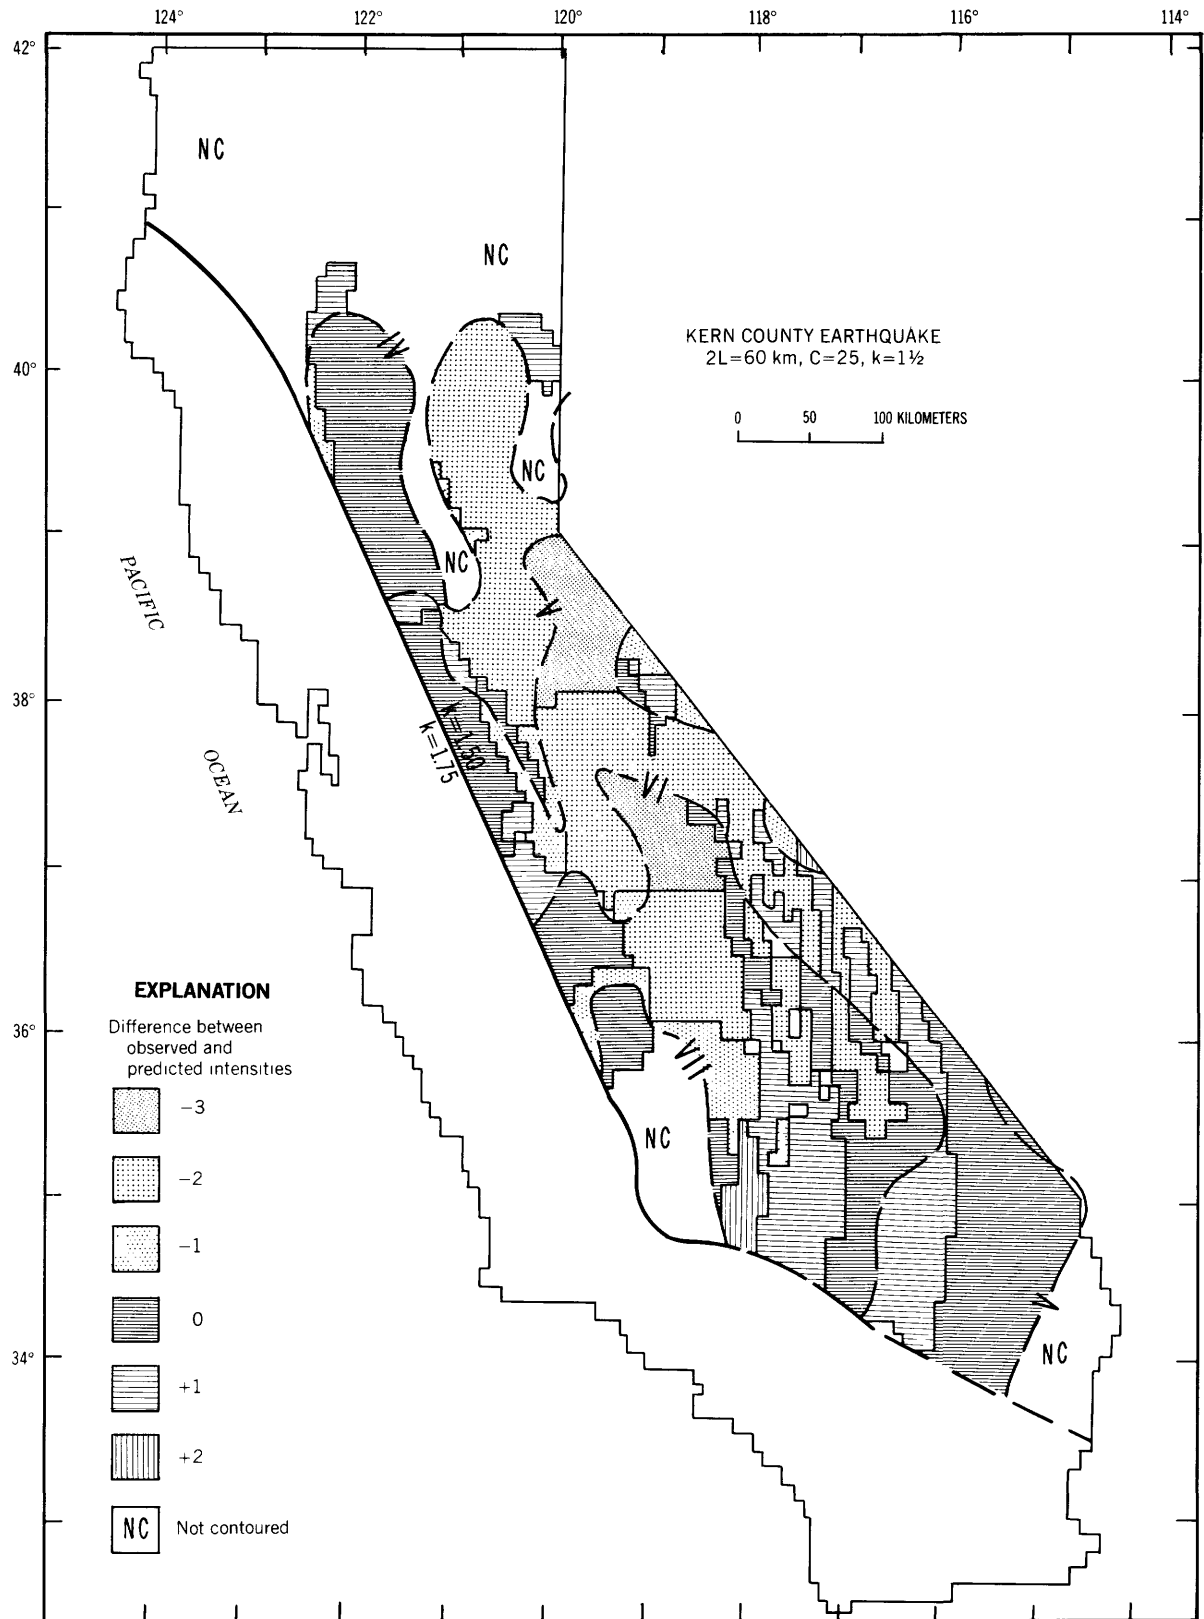 124° 122° 120° 118° 116° 114°
42°
NC
NC
KERN COUNTY EARTHQUAKE
2L=60 km, C=25, k=1½
0 50 100 KILOMETERS
IV
40°
NC
NC
V
PACIFIC
OCEAN
38°
k=1.50
k=1.75
VI
EXPLANATION
Difference between
observed and
predicted intensities
−3
−2
−1
0
+1
+2
NC Not contoured
36°
VII
NC
V
34°
NC